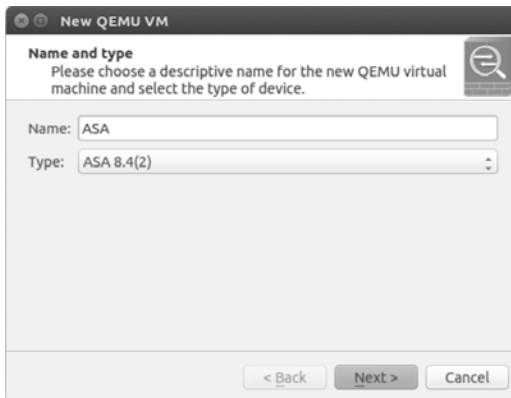 New QEMU VM
Name and type
Please choose a descriptive name for the new QEMU virtual
machine and select the type of device.
Name: ASA
Type: ASA 8.4(2)
< Back Next > Cancel